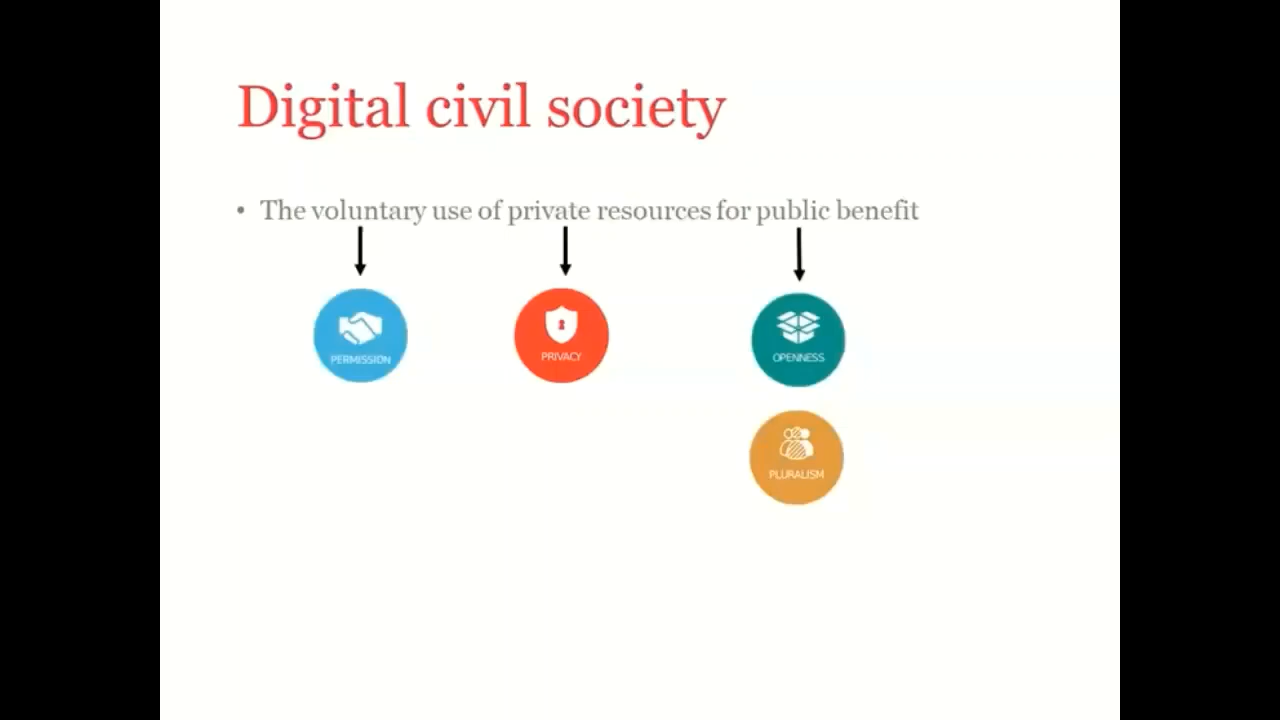 Digital civil society
• The voluntary use of private resources for public benefit
PERMISSION
PRIVACY
OPENNESS
PLURALISM